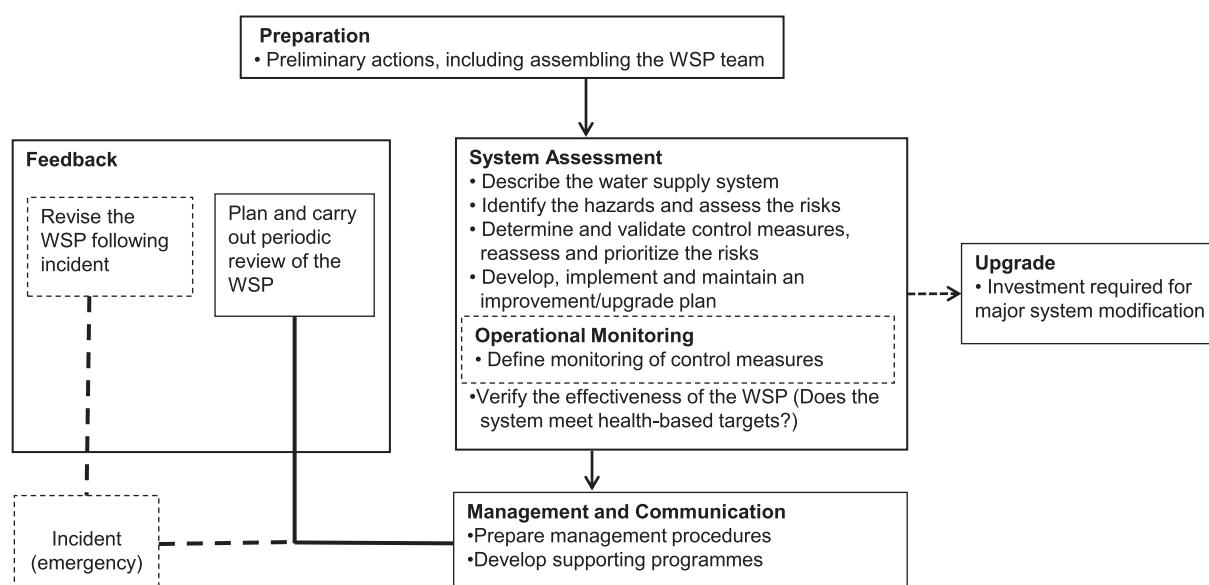 Preparation
• Preliminary actions, including assembling the WSP team
Feedback
Revise the
WSP following
incident
Plan and carry
out periodic
review of the
WSP
System Assessment
• Describe the water supply system
• Identify the hazards and assess the risks
• Determine and validate control measures,
reassess and prioritize the risks
• Develop, implement and maintain an
improvement/upgrade plan
Operational Monitoring
• Define monitoring of control measures
•Verify the effectiveness of the WSP (Does the
system meet health-based targets?)
Upgrade
• Investment required for
major system modification
Incident
(emergency)
Management and Communication
•Prepare management procedures
•Develop supporting programmes